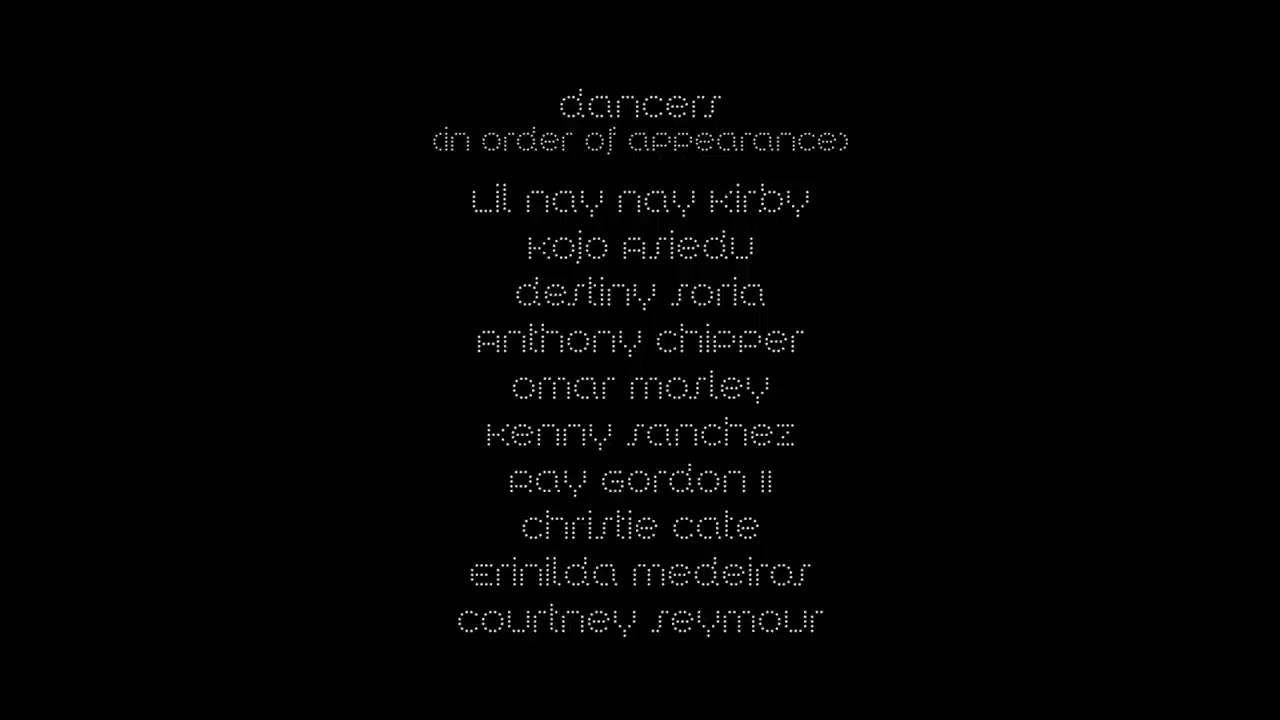 dancers
(in order of appearance)
Lil nay nay Kirby
Kojo Asiedu
destiny soria
Anthony chipper
omar mosley
Kenny sanchez
Ray Gordon II
christie cate
Erinilda medeiros
courtney seymour